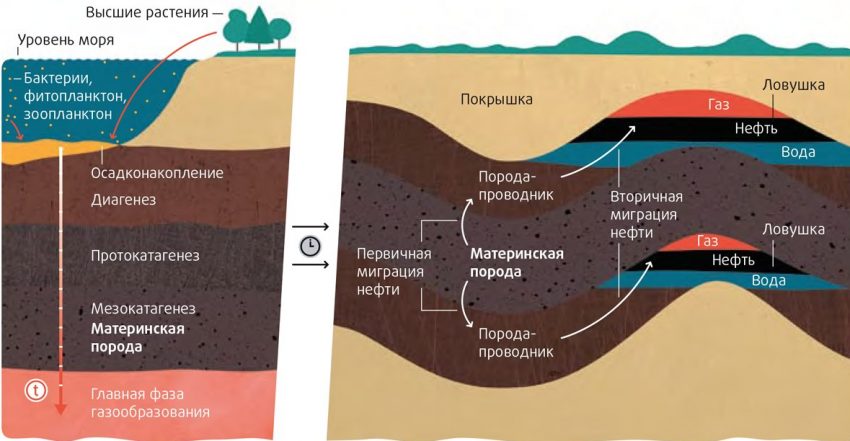 Высшие растения
Уровень моря
Бактерии,
фитопланктон,
зоопланктон
Осадконакопление
Диагенез
Протокатагенез
Мезокатагенез
Материнская
порода
t
Главная фаза
газообразования
Покрышка
Ловушка
Газ
Нефть
Вода
Порода-
проводник
Вторичная
миграция
нефти
Первичная
миграция
нефти
Материнская
порода
Ловушка
Газ
Нефть
Вода
Порода-
проводник